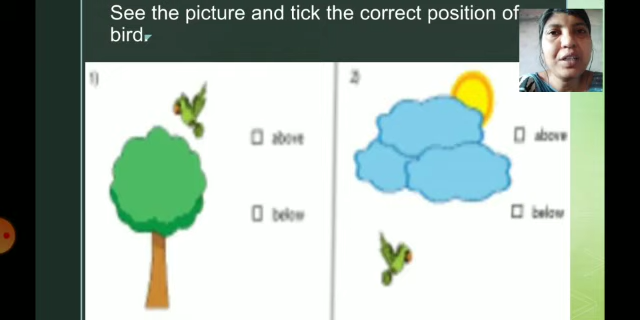 See the picture and tick the correct position of
bird.
1)
above
below
2)
above
below